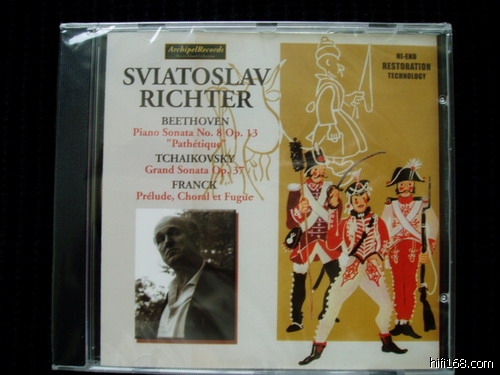 ArchipelRecords
SVIATOSLAV
RICHTER
BEETHOVEN
Piano Sonata No. 8 Op. 13
"Pathétique"
TCHAIKOVSKY
Grand Sonata Op. 37
FRANCK
Prélude, Choral et Fugue
HI-END
RESTORATION
TECHNOLOGY
hifi168.com